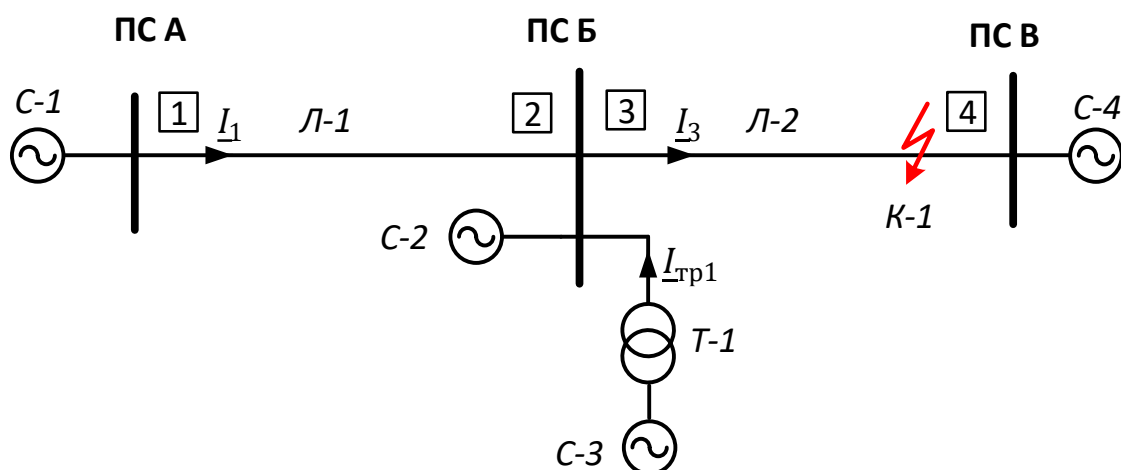 ПС А
ПС Б
ПС В
С-1
1
I₁
Л-1
2
3
I₃
Л-2
4
С-4
К-1
С-2
Iтр1
Т-1
С-3